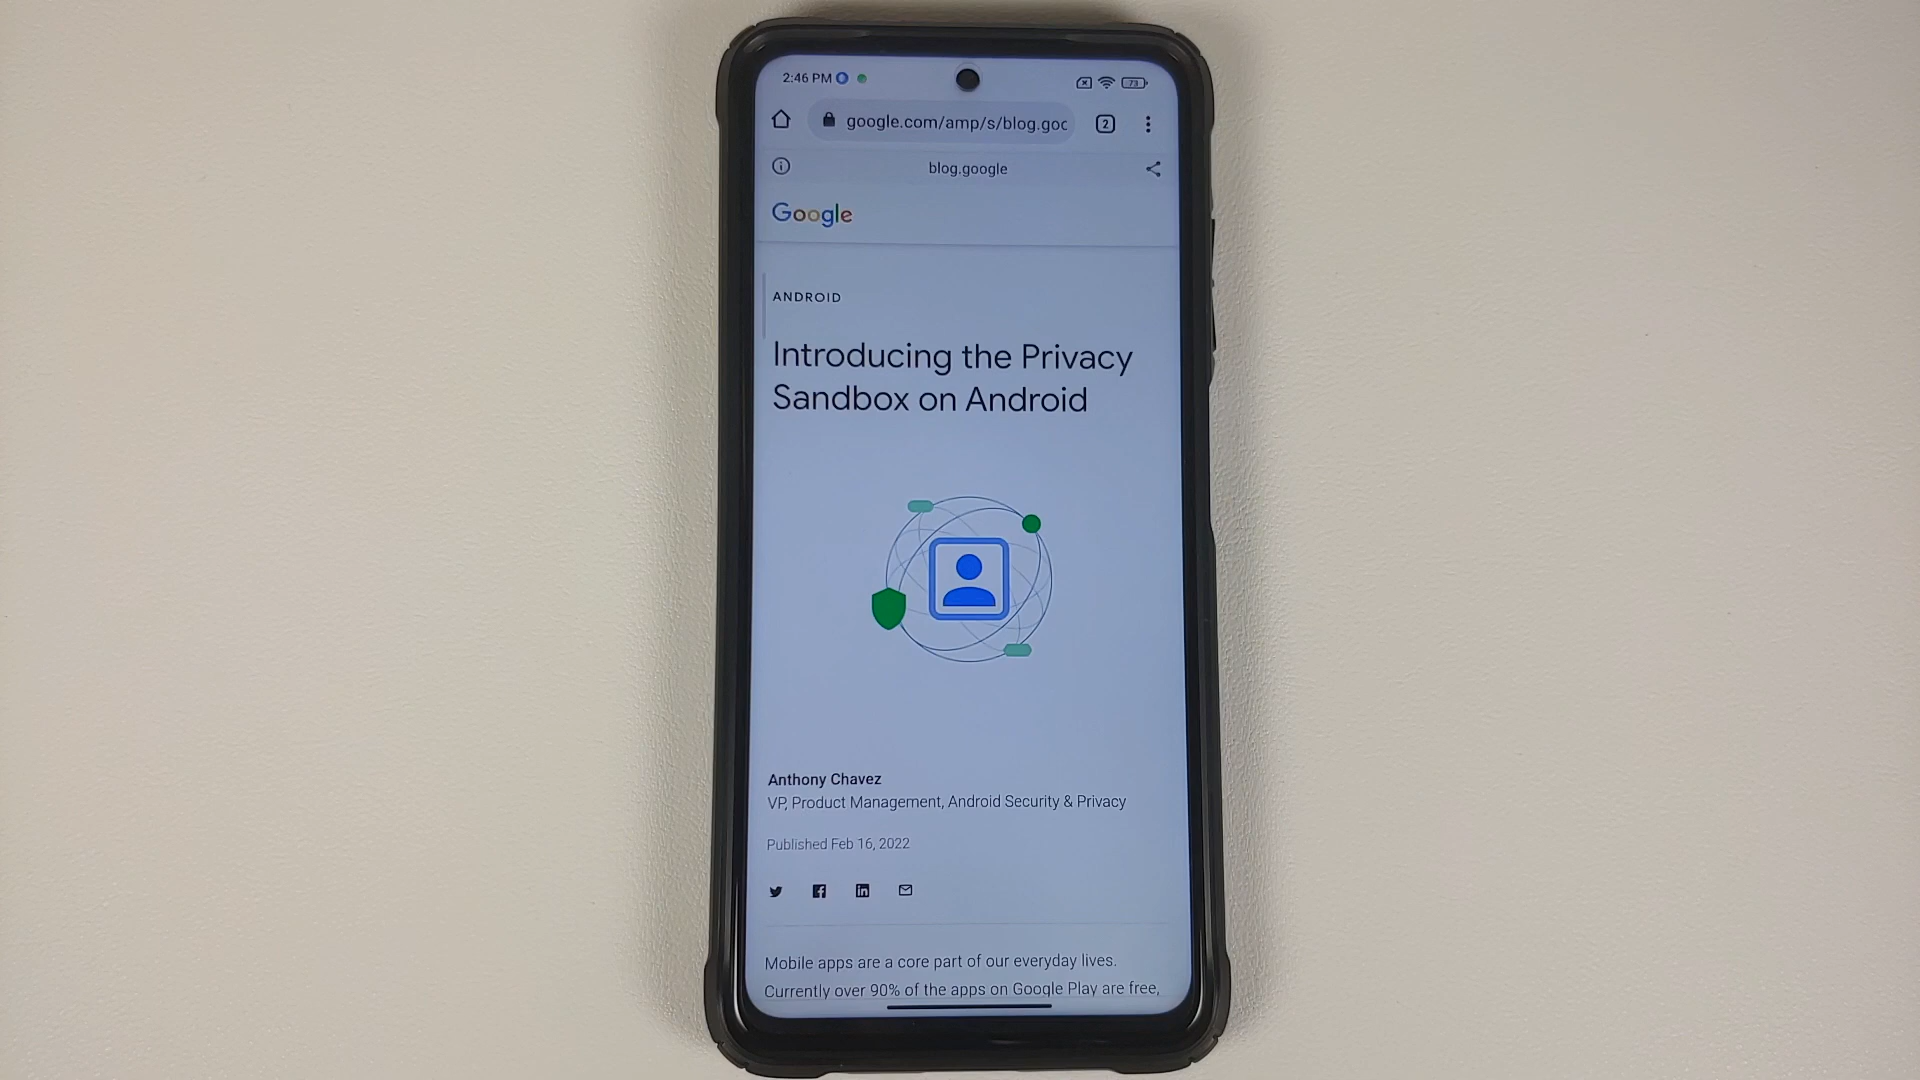 2:46 PM
73
google.com/amp/s/blog.goo
2
blog.google
Google
ANDROID
Introducing the Privacy
Sandbox on Android
Anthony Chavez
VP, Product Management, Android Security & Privacy
Published Feb 16, 2022
Mobile apps are a core part of our everyday lives.
Currently over 90% of the apps on Google Play are free,